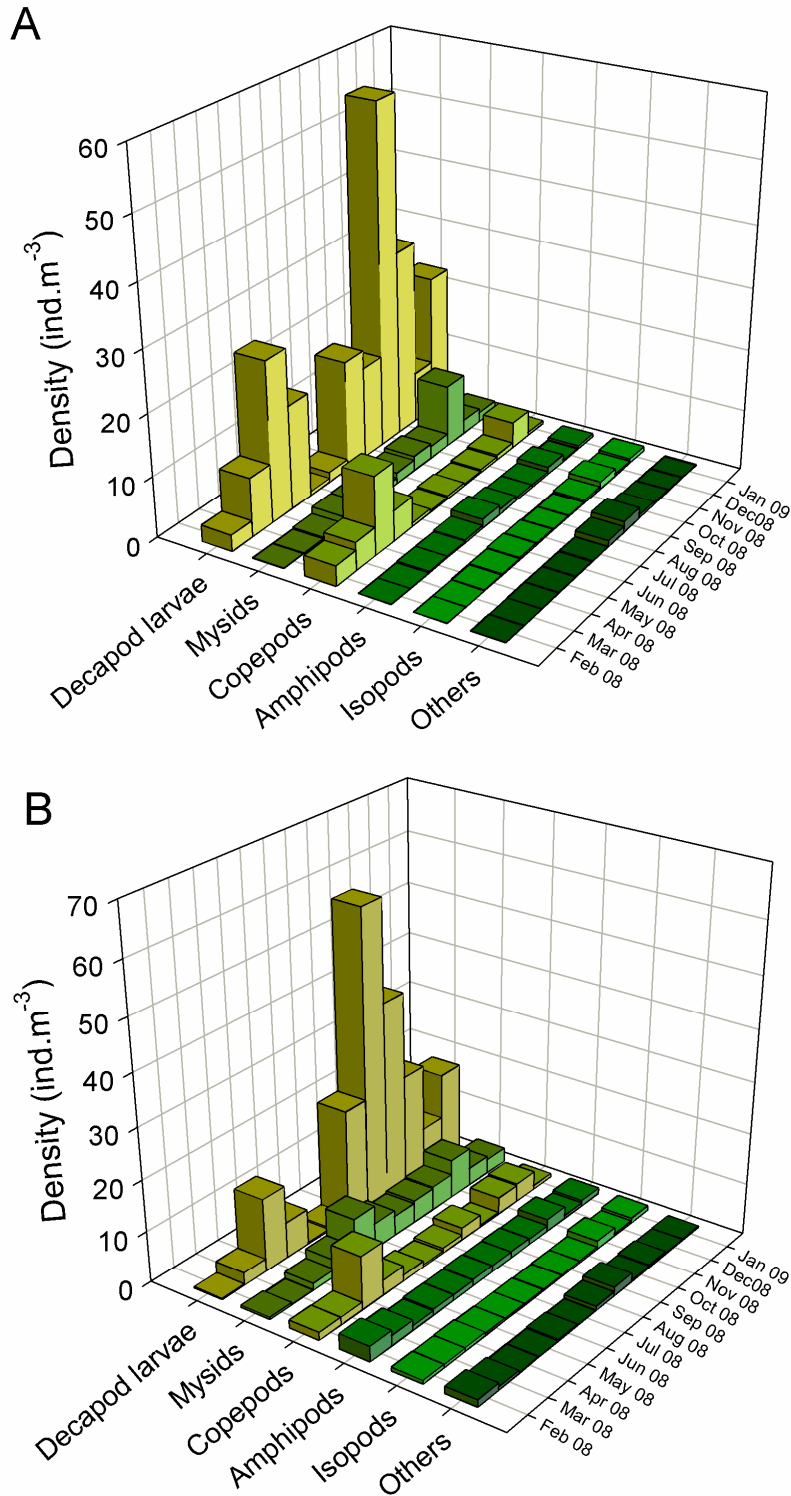 A
60
50
40
30
20
10
0
Density (ind.m-3)
Decapod larvae
Mysids
Copepods
Amphipods
Isopods
Others
Jan 09
Dec08
Nov 08
Oct 08
Sep 08
Aug 08
Jul 08
Jun 08
May 08
Apr 08
Mar 08
Feb 08
B
70
60
50
40
30
20
10
0
Density (ind.m-3)
Decapod larvae
Mysids
Copepods
Amphipods
Isopods
Others
Jan 09
Dec08
Nov 08
Oct 08
Sep 08
Aug 08
Jul 08
Jun 08
May 08
Apr 08
Mar 08
Feb 08